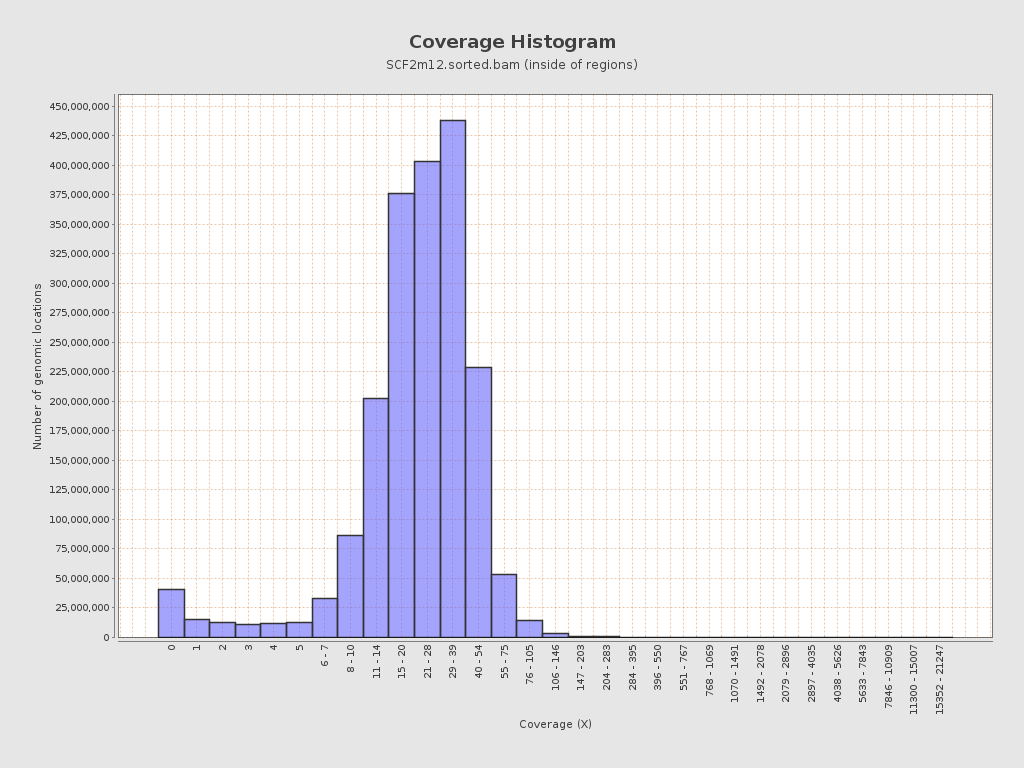 Coverage Histogram
SCF2m12.sorted.bam (inside of regions)
Number of genomic locations
450,000,000
425,000,000
400,000,000
375,000,000
350,000,000
325,000,000
300,000,000
275,000,000
250,000,000
225,000,000
200,000,000
175,000,000
150,000,000
125,000,000
100,000,000
75,000,000
50,000,000
25,000,000
0
0
1
2
3
4
5
6 - 7
8 - 10
11 - 14
15 - 20
21 - 28
29 - 39
40 - 54
55 - 75
76 - 105
106 - 146
147 - 203
204 - 283
284 - 395
396 - 550
551 - 767
768 - 1069
1070 - 1491
1492 - 2078
2079 - 2896
2897 - 4035
4038 - 5626
5633 - 7843
7846 - 10909
11300 - 15007
15352 - 21247
Coverage (X)